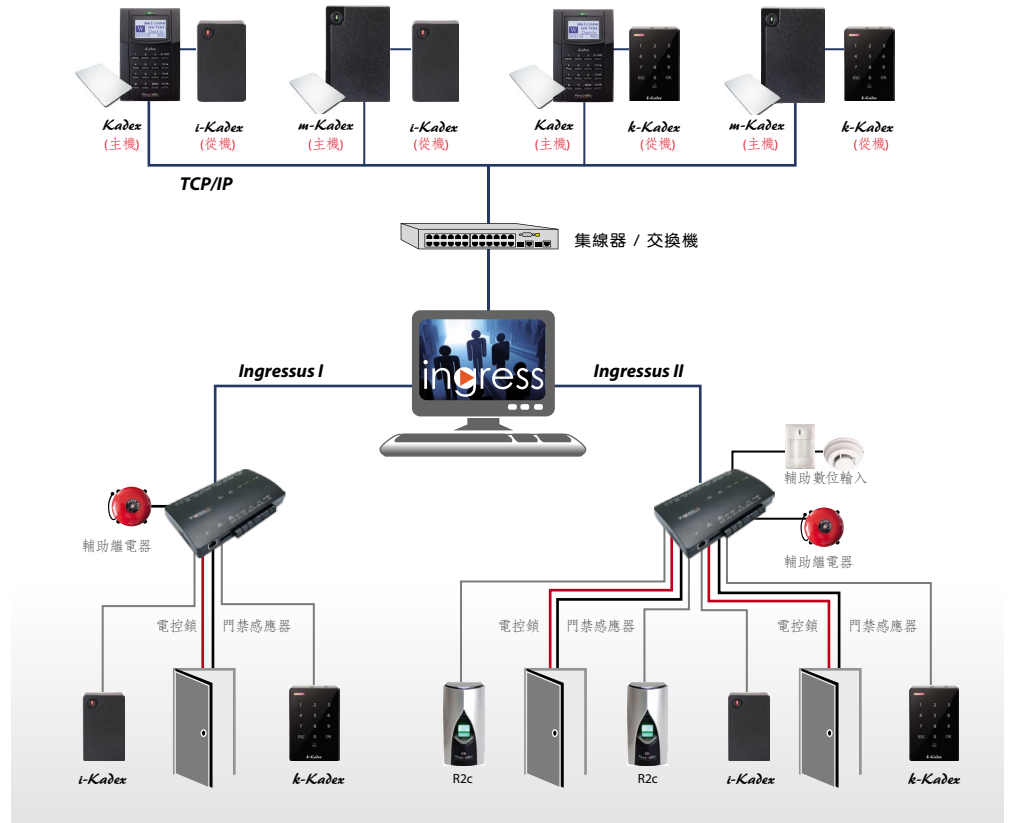 Kadex
(主機)
i-Kadex
(從機)
m-Kadex
(主機)
i-Kadex
(從機)
Kadex
(主機)
k-Kadex
(從機)
m-Kadex
(主機)
k-Kadex
(從機)
TCP/IP
集線器 / 交換機
Ingressus I
ingress
Ingressus II
輔助數位輸入
輔助繼電器
輔助繼電器
電控鎖
門禁感應器
電控鎖
門禁感應器
電控鎖
門禁感應器
i-Kadex
k-Kadex
R2c
R2c
i-Kadex
k-Kadex